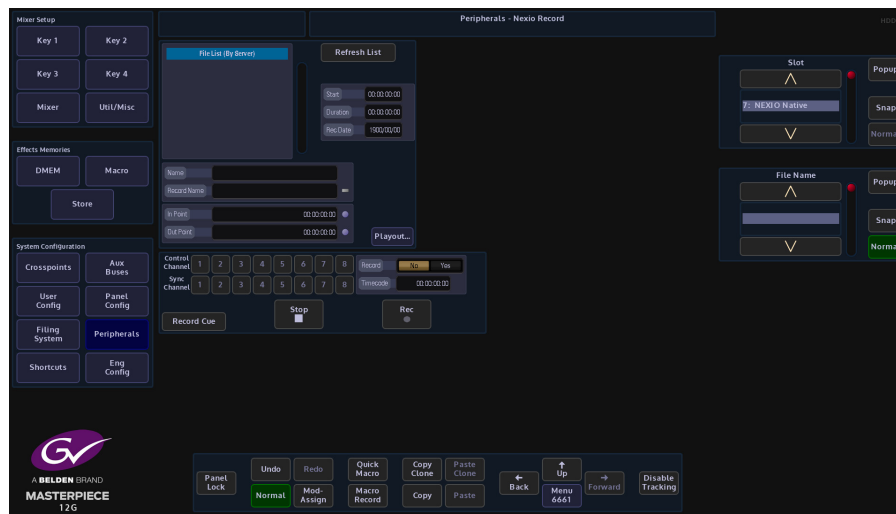 Mixer Setup
Key 1
Key 2
Key 3
Key 4
Mixer
Util/Misc
Effects Memories
DMEM
Macro
Store
System Configuration
Crosspoints
Aux
Buses
User
Config
Panel
Config
Filing
System
Peripherals
Shortcuts
Eng
Config
GV
A BELDEN BRAND
MASTERPIECE
12G
Peripherals - Nexio Record
HDD
File List (By Server)
Refresh List
Start 00:00:00:00
Duration 00:00:00:00
Rec Date 1900/00/00
Name
Record Name
In Point 00:00:00:00
Out Point 00:00:00:00
Playout...
Control
Channel 1 2 3 4 5 6 7 8
Record No Yes
Sync
Channel 1 2 3 4 5 6 7 8
Timecode 00:00:00:00
Record Cue
Stop
Rec
Slot
7: NEXIO Native
Popup
Snap
Norma
File Name
Popup
Snap
Norma
Panel
Lock
Undo
Redo
Normal
Mod-
Assign
Quick
Macro
Macro
Record
Copy
Clone
Paste
Clone
Copy
Paste
Back
Up
Menu
6661
Forward
Disable
Tracking